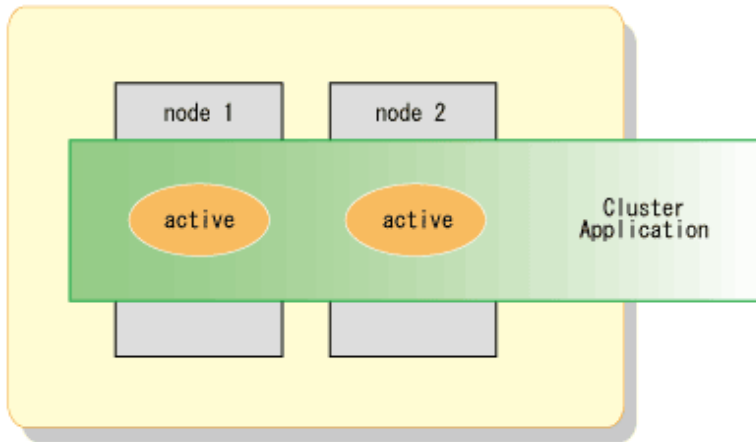 node 1
node 2
active
active
Cluster
Application